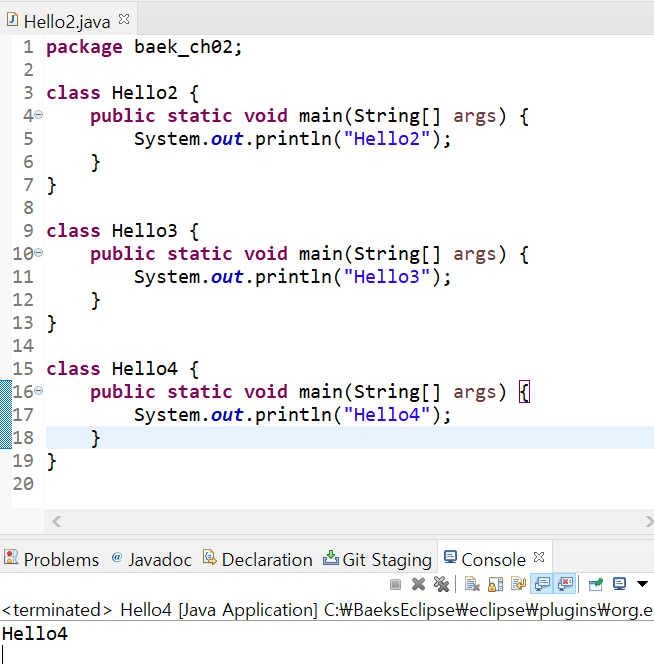 Hello2.java
1 package baek_ch02;
2
3 class Hello2 {
4 public static void main(String[] args) {
5 System.out.println("Hello2");
6 }
7 }
8
9 class Hello3 {
10 public static void main(String[] args) {
11 System.out.println("Hello3");
12 }
13 }
14
15 class Hello4 {
16 public static void main(String[] args) {
17 System.out.println("Hello4");
18 }
19 }
20
Problems @ Javadoc Declaration Git Staging Console
<terminated> Hello4 [Java Application] C:₩BaeksEclipse₩eclipse₩plugins₩org.e
Hello4